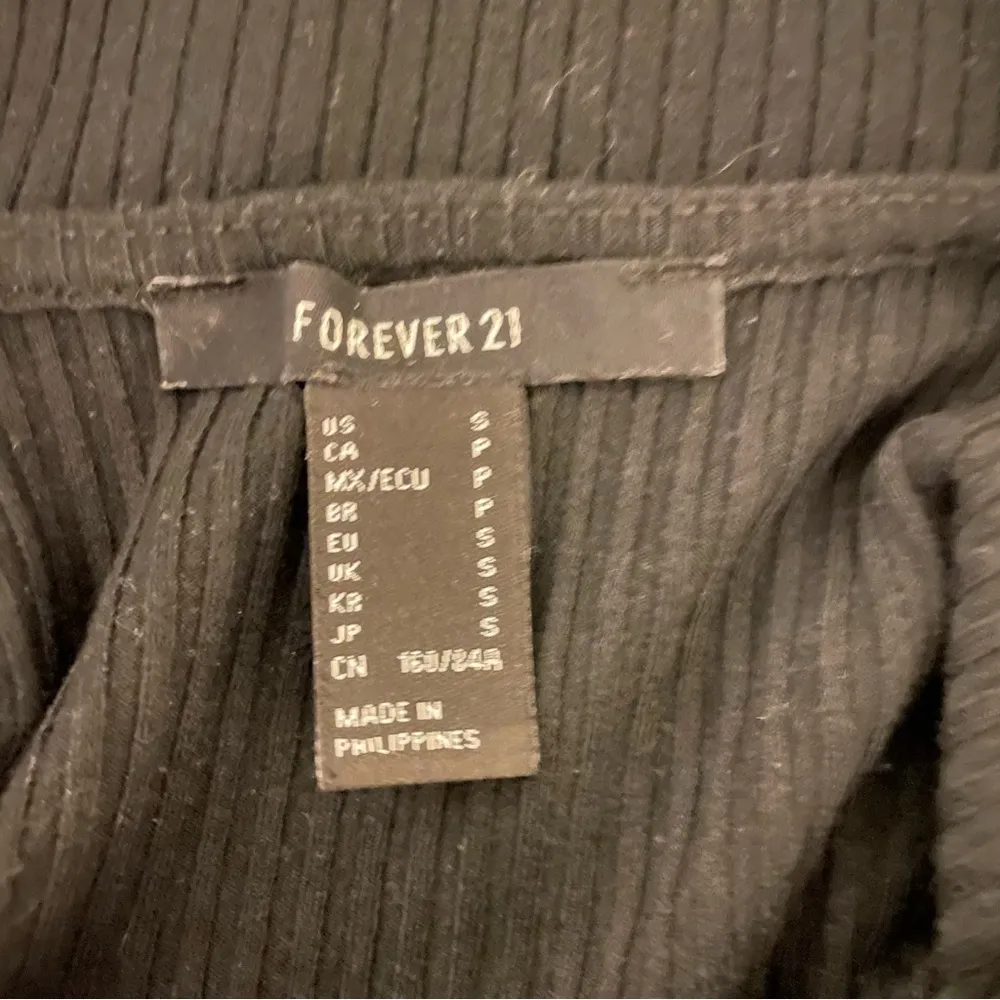 FOREVER 21
US S
CA P
MX/ECU P
BR P
EU S
UK S
KR S
JP S
CN 160/84A
MADE IN
PHILIPPINES